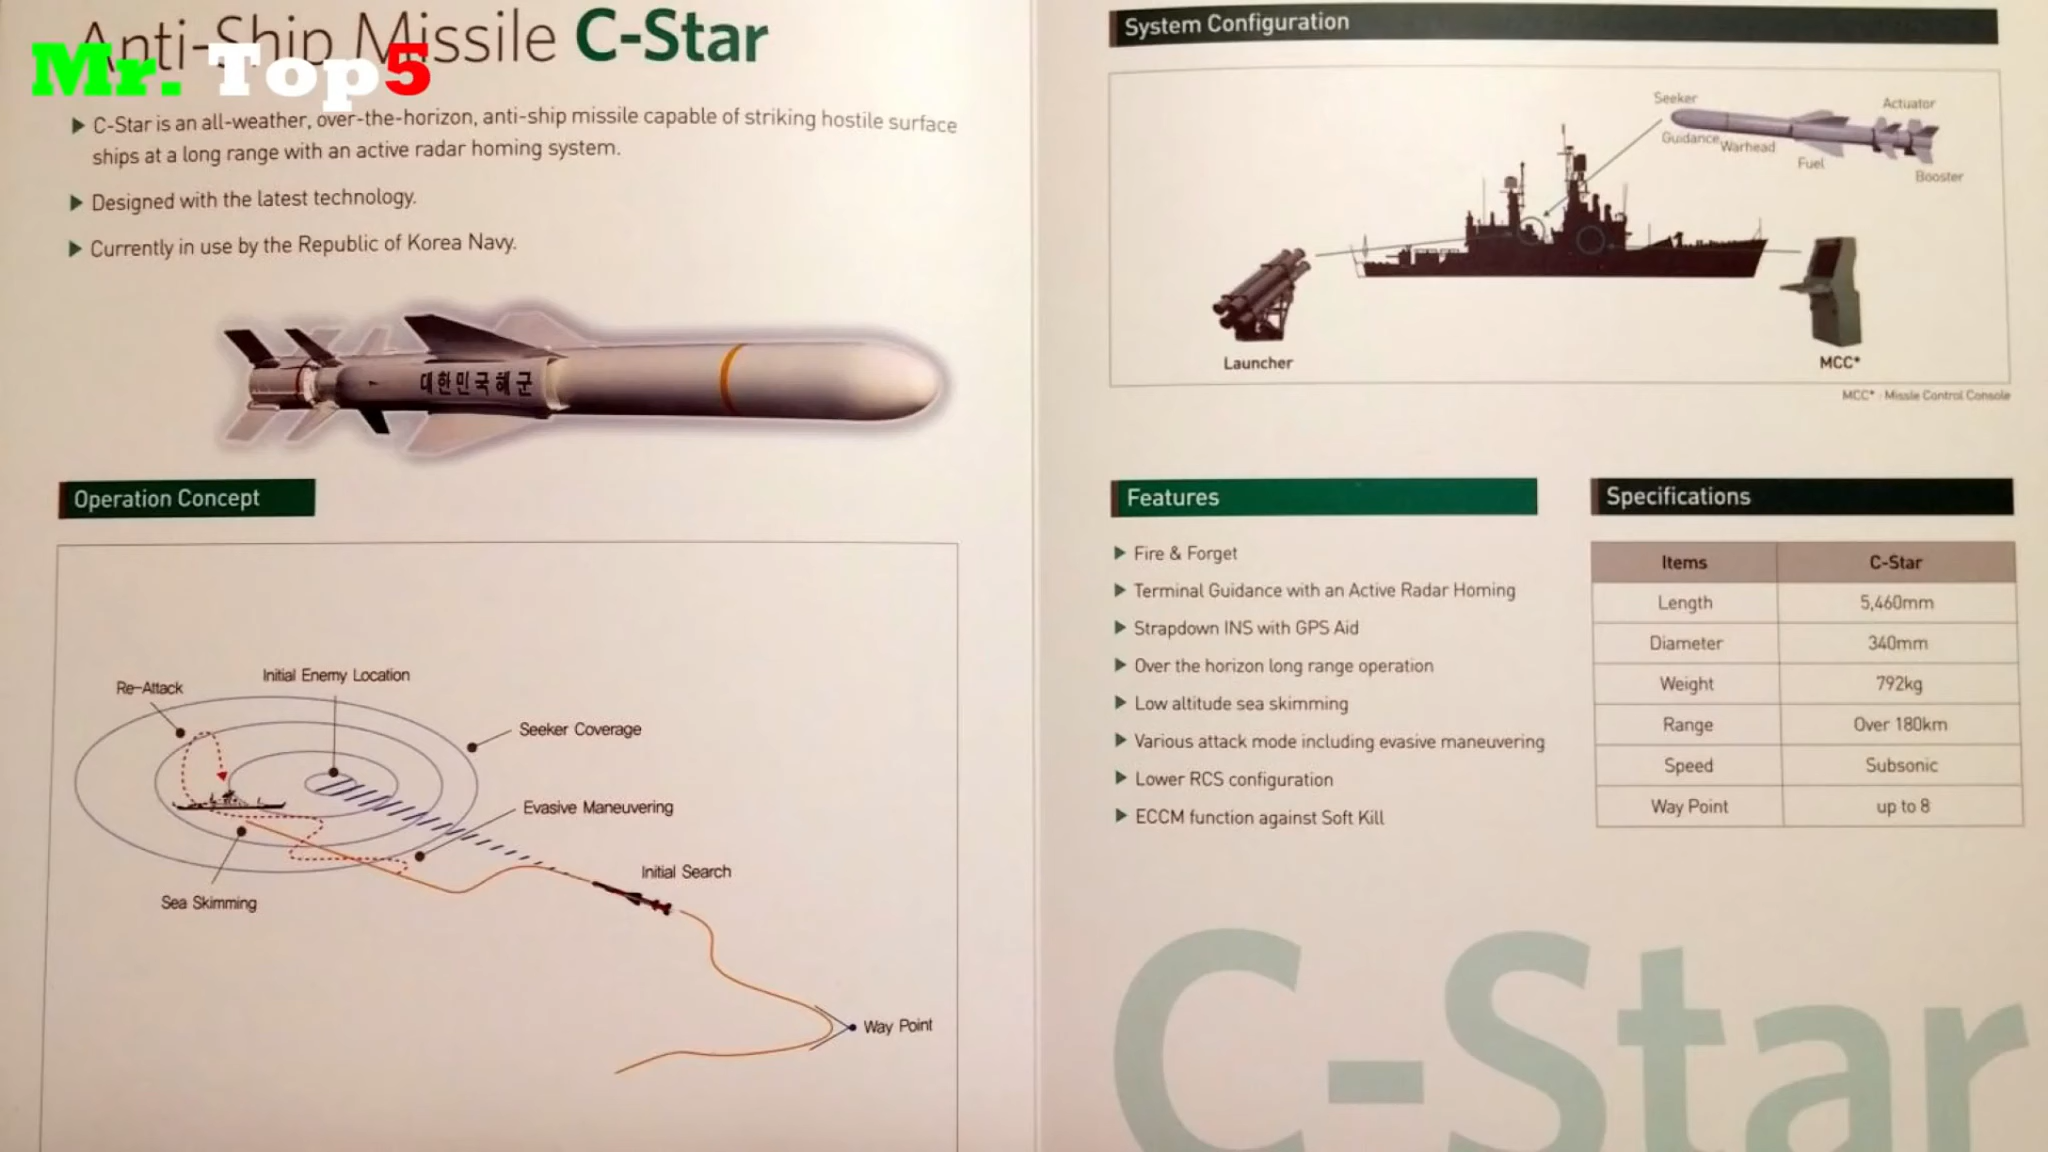 Anti-Ship Missile C-Star
Mr. Top5
▶ C-Star is an all-weather, over-the-horizon, anti-ship missile capable of striking hostile surface
ships at a long range with an active radar homing system.
▶ Designed with the latest technology.
▶ Currently in use by the Republic of Korea Navy.
대한민국해군
Operation Concept
Initial Enemy Location
Re-Attack
Seeker Coverage
Evasive Maneuvering
Initial Search
Sea Skimming
Way Point
System Configuration
Seeker
Actuator
Guidance
Warhead
Fuel
Booster
Launcher
MCC*
MCC* : Missle Control Console
Features
▶ Fire & Forget
▶ Terminal Guidance with an Active Radar Homing
▶ Strapdown INS with GPS Aid
▶ Over the horizon long range operation
▶ Low altitude sea skimming
▶ Various attack mode including evasive maneuvering
▶ Lower RCS configuration
▶ ECCM function against Soft Kill
Specifications
Items C-Star
Length 5,460mm
Diameter 340mm
Weight 792kg
Range Over 180km
Speed Subsonic
Way Point up to 8
C-Star